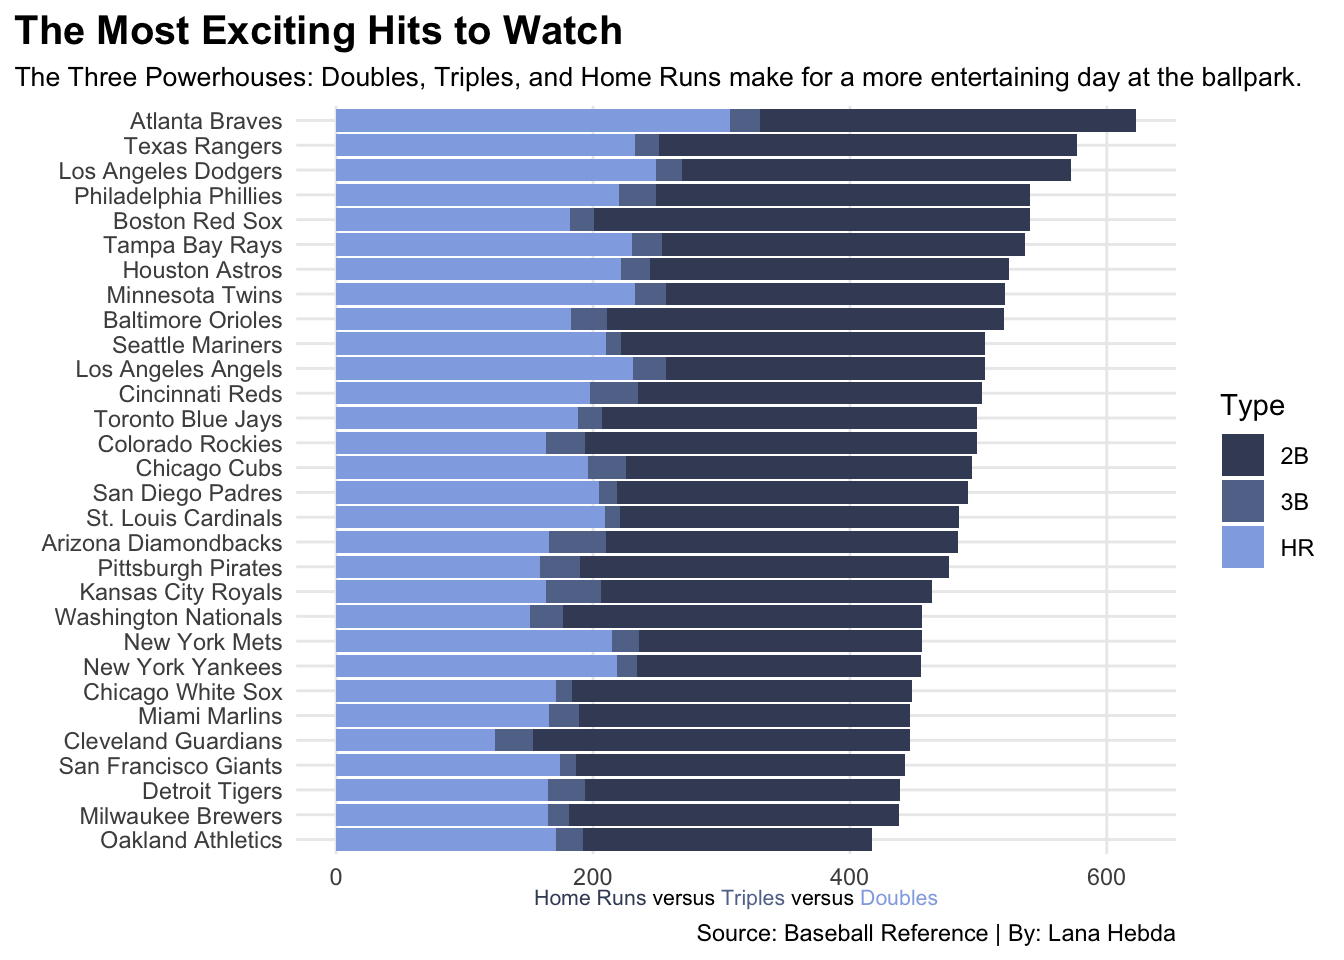 The Most Exciting Hits to Watch
The Three Powerhouses: Doubles, Triples, and Home Runs make for a more entertaining day at the ballpark.
Atlanta Braves
Texas Rangers
Los Angeles Dodgers
Philadelphia Phillies
Boston Red Sox
Tampa Bay Rays
Houston Astros
Minnesota Twins
Baltimore Orioles
Seattle Mariners
Los Angeles Angels
Cincinnati Reds
Toronto Blue Jays
Colorado Rockies
Chicago Cubs
San Diego Padres
St. Louis Cardinals
Arizona Diamondbacks
Pittsburgh Pirates
Kansas City Royals
Washington Nationals
New York Mets
New York Yankees
Chicago White Sox
Miami Marlins
Cleveland Guardians
San Francisco Giants
Detroit Tigers
Milwaukee Brewers
Oakland Athletics
0 200 400 600
Home Runs versus Triples versus Doubles
Source: Baseball Reference | By: Lana Hebda
Type
2B
3B
HR